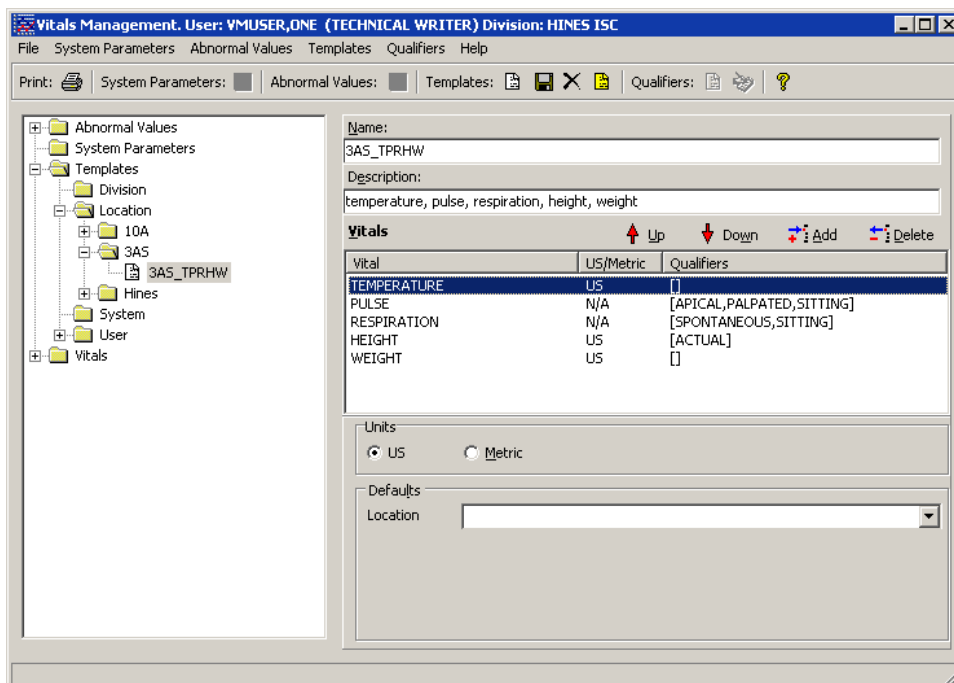 Vitals Management. User: VMUSER,ONE (TECHNICAL WRITER) Division: HINES ISC
File System Parameters Abnormal Values Templates Qualifiers Help
Print: System Parameters: Abnormal Values: Templates: Qualifiers:
Abnormal Values
System Parameters
Templates
Division
Location
10A
3AS
3AS_TPRHW
Hines
System
User
Vitals
Name:
3AS_TPRHW
Description:
temperature, pulse, respiration, height, weight
Vitals Up Down Add Delete
Vital US/Metric Qualifiers
TEMPERATURE US []
PULSE N/A [APICAL,PALPATED,SITTING]
RESPIRATION N/A [SPONTANEOUS,SITTING]
HEIGHT US [ACTUAL]
WEIGHT US []
Units
US Metric
Defaults
Location